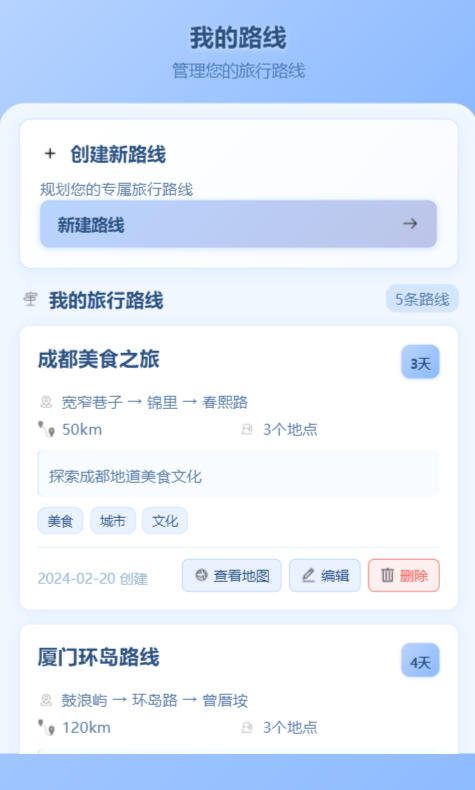 我的路线
管理您的旅行路线
+ 创建新路线
规划您的专属旅行路线
新建路线 →
我的旅行路线 5条路线
成都美食之旅 3天
宽窄巷子 → 锦里 → 春熙路
50km 3个地点
探索成都地道美食文化
美食 城市 文化
2024-02-20 创建 查看地图 编辑 删除
厦门环岛路线 4天
鼓浪屿 → 环岛路 → 曾厝垵
120km 3个地点